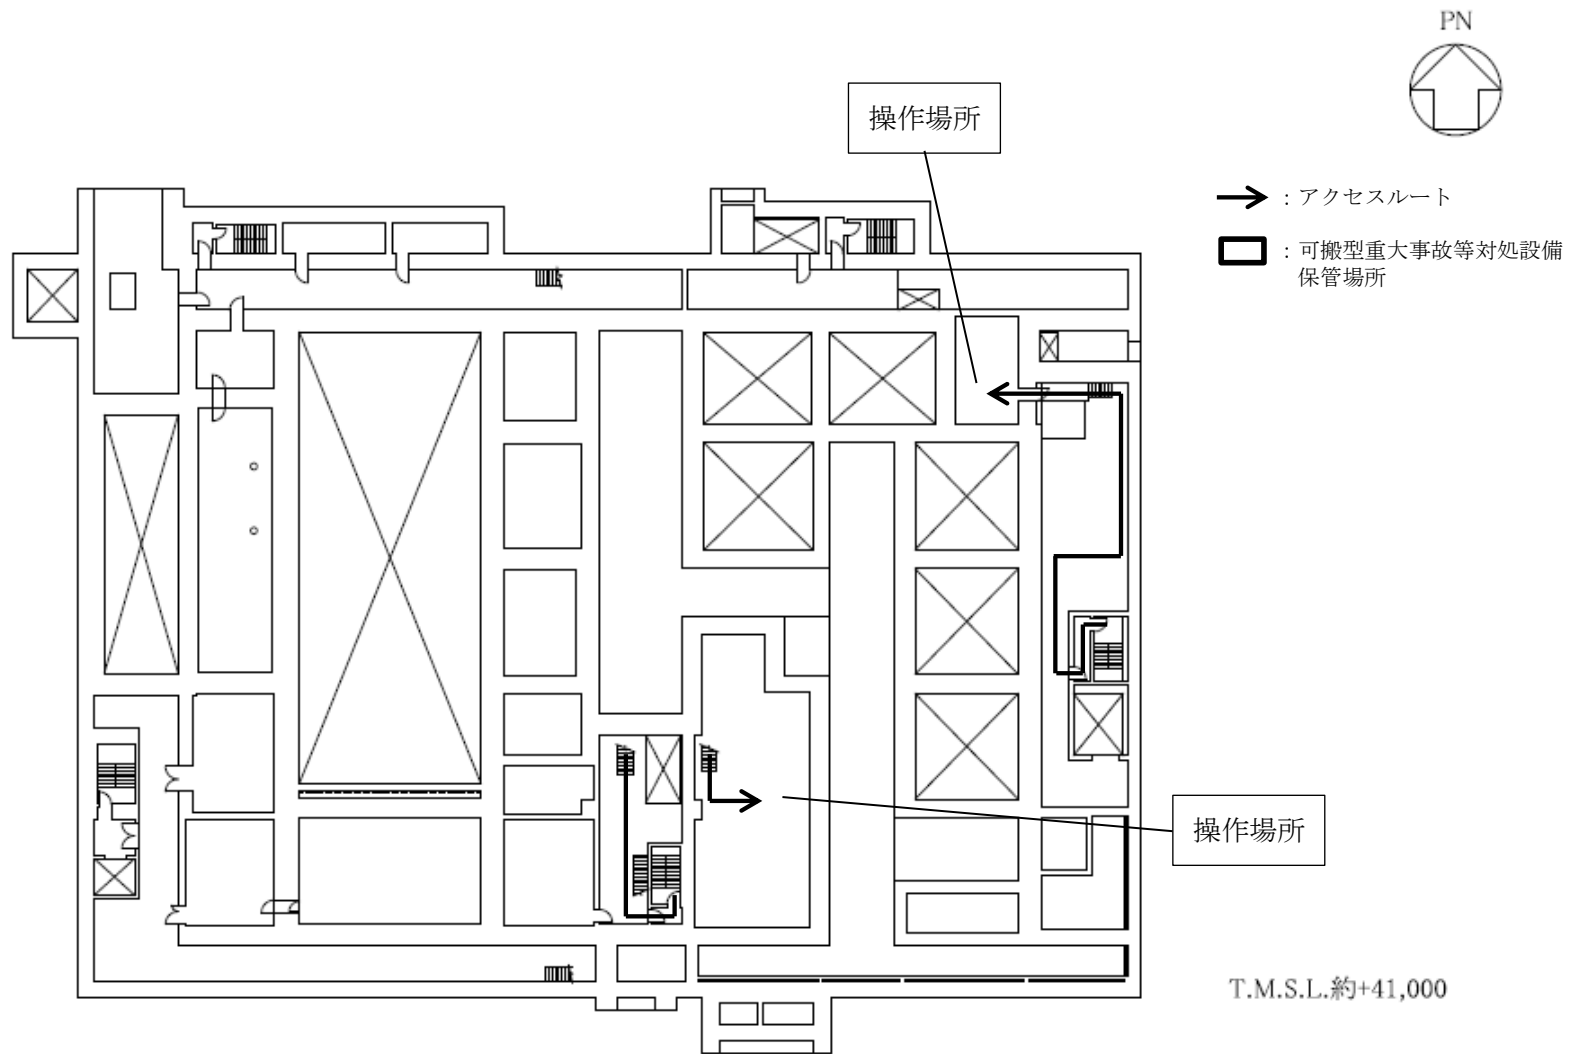 PN
操作場所
：アクセスルート
：可搬型重大事故等対処設備
保管場所
操作場所
T.M.S.L.約+41,000